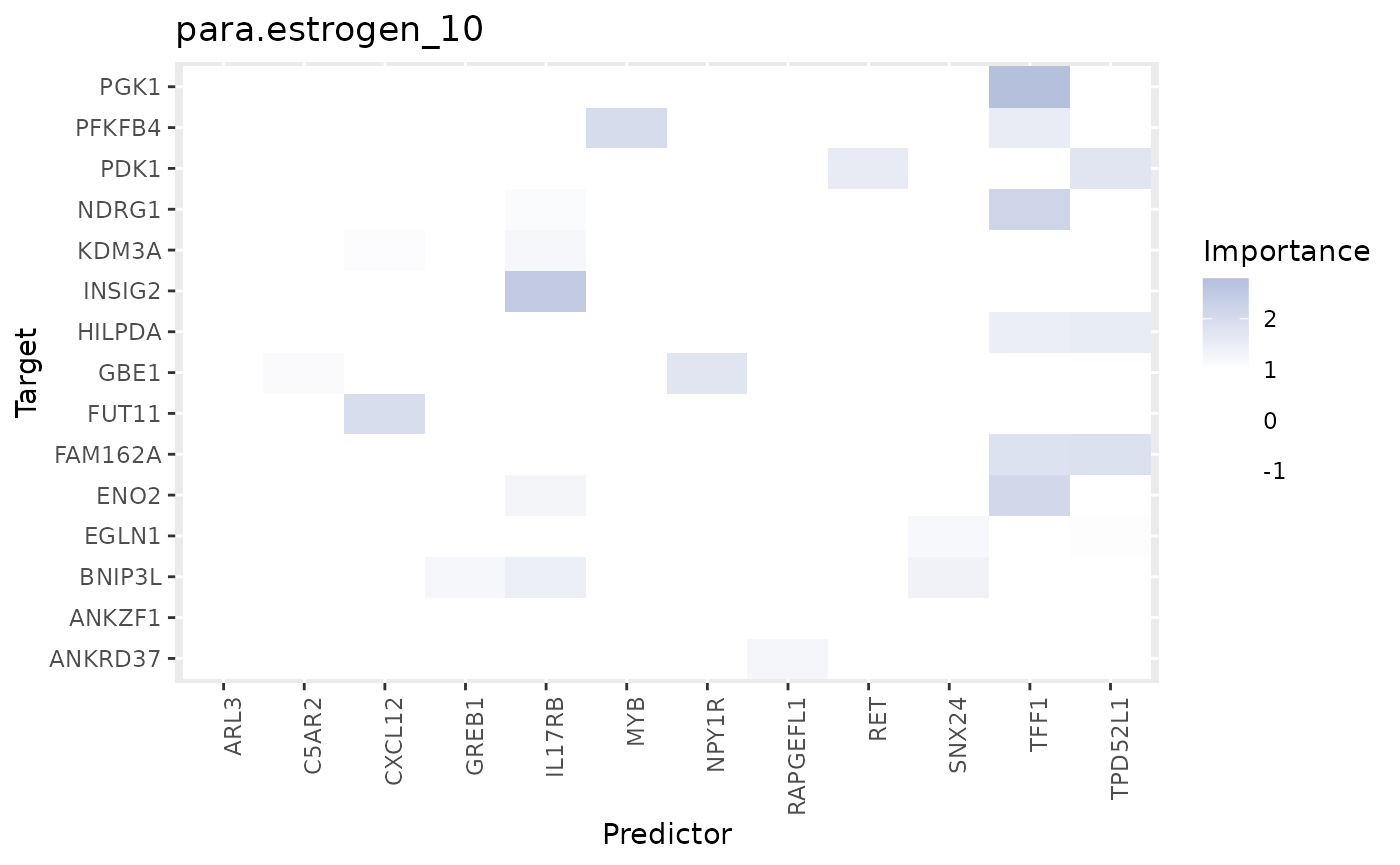 para.estrogen_10
PGK1
PFKFB4
PDK1
NDRG1
KDM3A
INSIG2
HILPDA
GBE1
FUT11
FAM162A
ENO2
EGLN1
BNIP3L
ANKZF1
ANKRD37
Target
ARL3
C5AR2
CXCL12
GREB1
IL17RB
MYB
NPY1R
RAPGEFL1
RET
SNX24
TFF1
TPD52L1
Predictor
Importance
2
1
0
-1